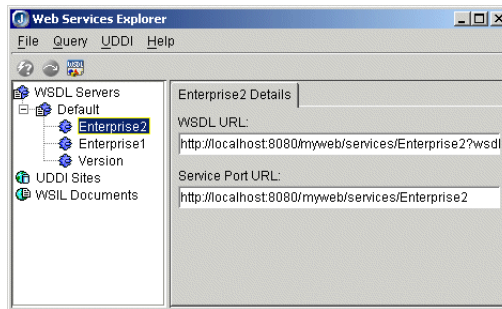 Web Services Explorer
File Query UDDI Help
WSDL
WSDL Servers
Default
Enterprise2
Enterprise1
Version
UDDI Sites
WSIL Documents
Enterprise2 Details
WSDL URL:
http://localhost:8080/myweb/services/Enterprise2?wsdl
Service Port URL:
http://localhost:8080/myweb/services/Enterprise2